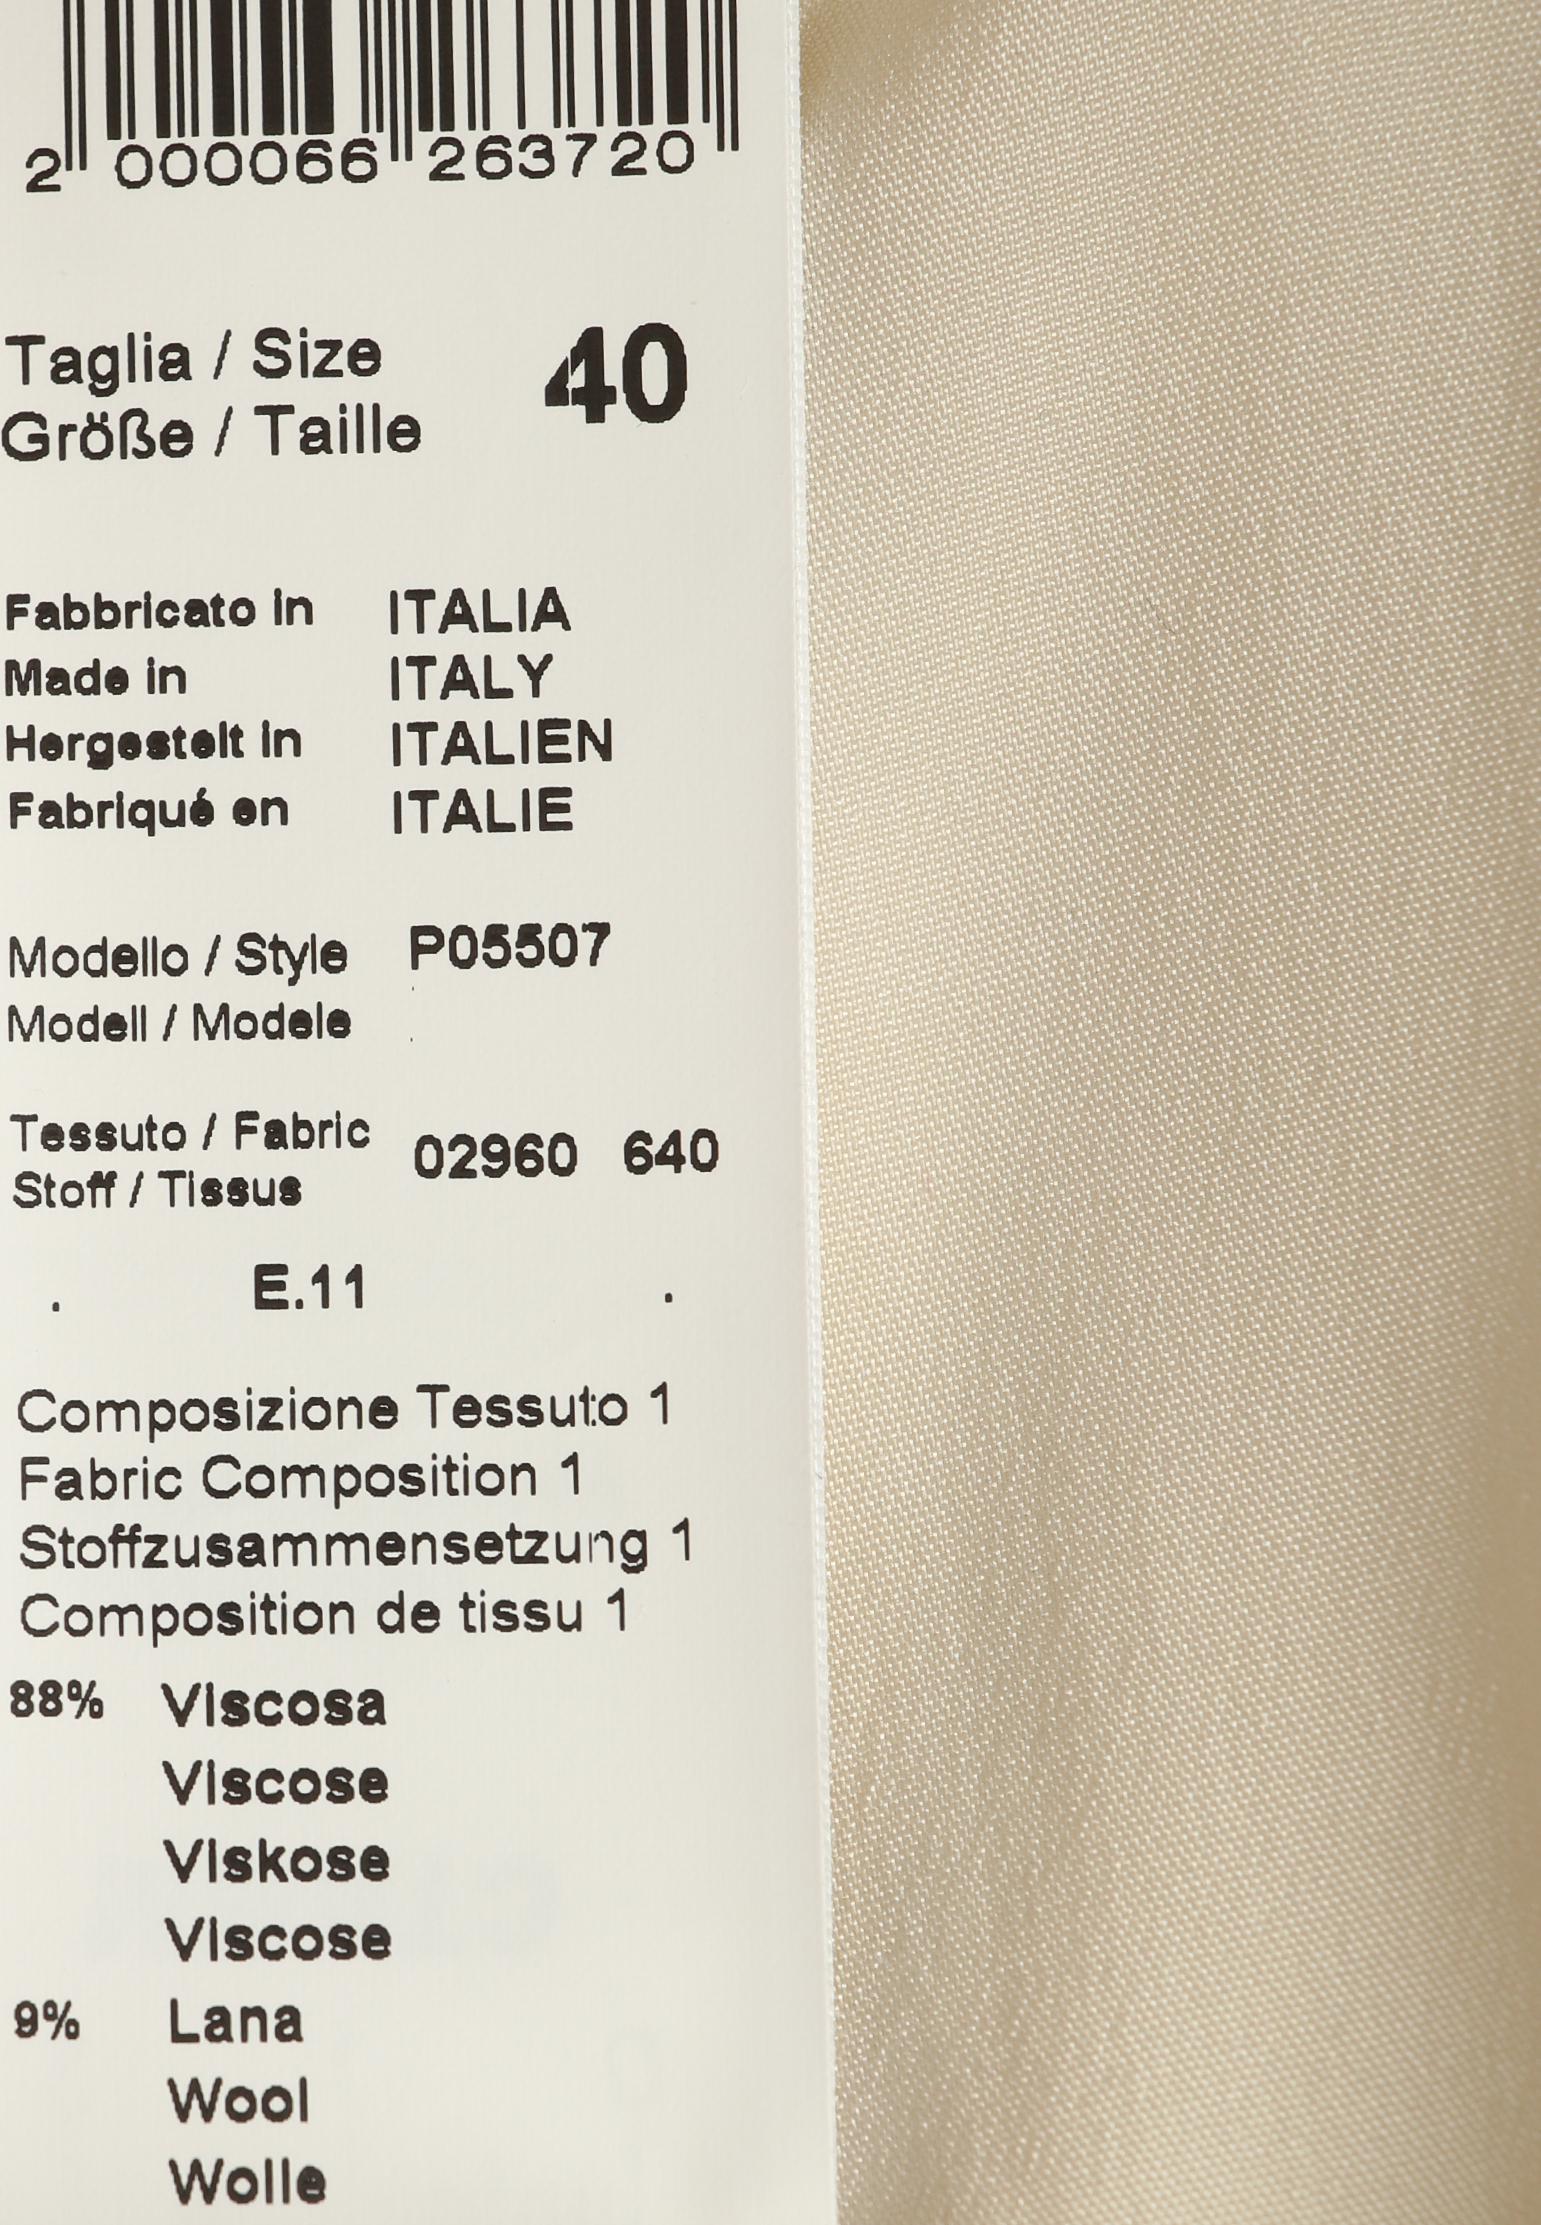 2 000066 263720
Taglia / Size 40
Größe / Taille
Fabbricato in ITALIA
Made in ITALY
Hergestelt in ITALIEN
Fabriqué en ITALIE
Modello / Style P05507
Modell / Modele
Tessuto / Fabric 02960 640
Stoff / Tissus
. E.11 .
Composizione Tessuto 1
Fabric Composition 1
Stoffzusammensetzung 1
Composition de tissu 1
88% Viscosa
Viscose
Viskose
Viscose
9% Lana
Wool
Wolle